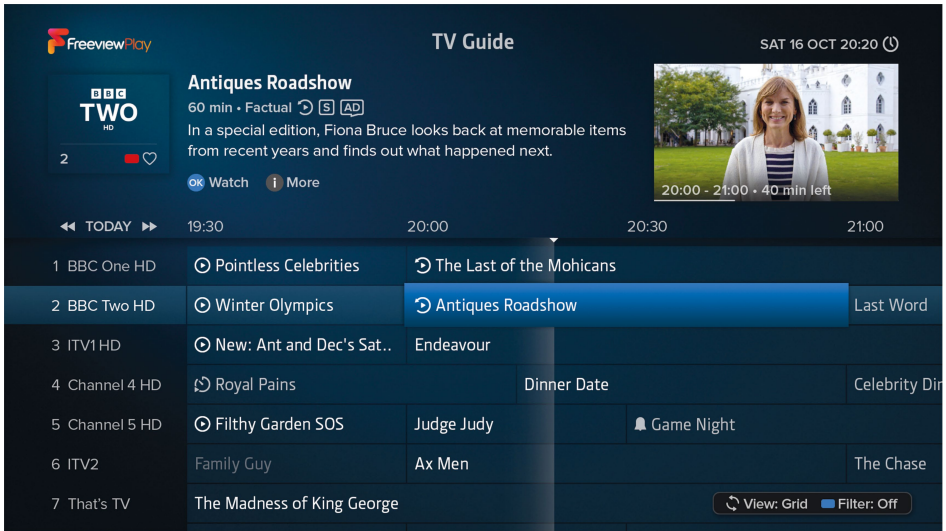 FreeviewPlay
TV Guide
SAT 16 OCT 20:20
BBC
TWO
HD
2
Antiques Roadshow
60 min • Factual S AD
In a special edition, Fiona Bruce looks back at memorable items
from recent years and finds out what happened next.
OK Watch i More
20:00 - 21:00 • 40 min left
TODAY 19:30 20:00 20:30 21:00
1 BBC One HD Pointless Celebrities The Last of the Mohicans
2 BBC Two HD Winter Olympics Antiques Roadshow Last Word
3 ITV1 HD New: Ant and Dec's Sat.. Endeavour
4 Channel 4 HD Royal Pains Dinner Date Celebrity Din
5 Channel 5 HD Filthy Garden SOS Judge Judy Game Night
6 ITV2 Family Guy Ax Men The Chase
7 That's TV The Madness of King George
View: Grid Filter: Off